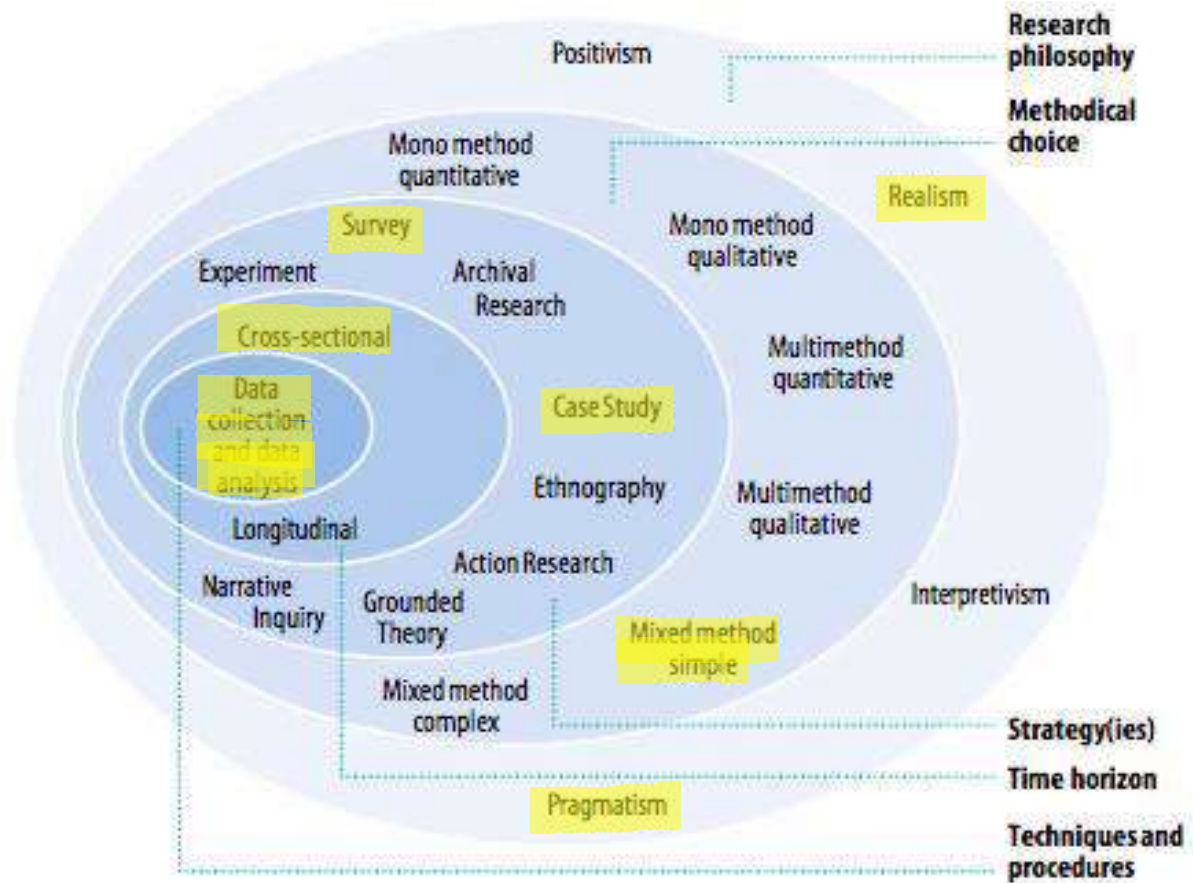 Research
philosophy
Positivism
Methodical
choice
Mono method
quantitative
Realism
Survey
Mono method
qualitative
Experiment
Archival
Research
Cross-sectional
Multimethod
quantitative
Data
collection
and data
analysis
Case Study
Ethnography
Multimethod
qualitative
Longitudinal
Action Research
Narrative
Inquiry
Grounded
Theory
Interpretivism
Mixed method
simple
Mixed method
complex
Strategy(ies)
Time horizon
Pragmatism
Techniques and
procedures